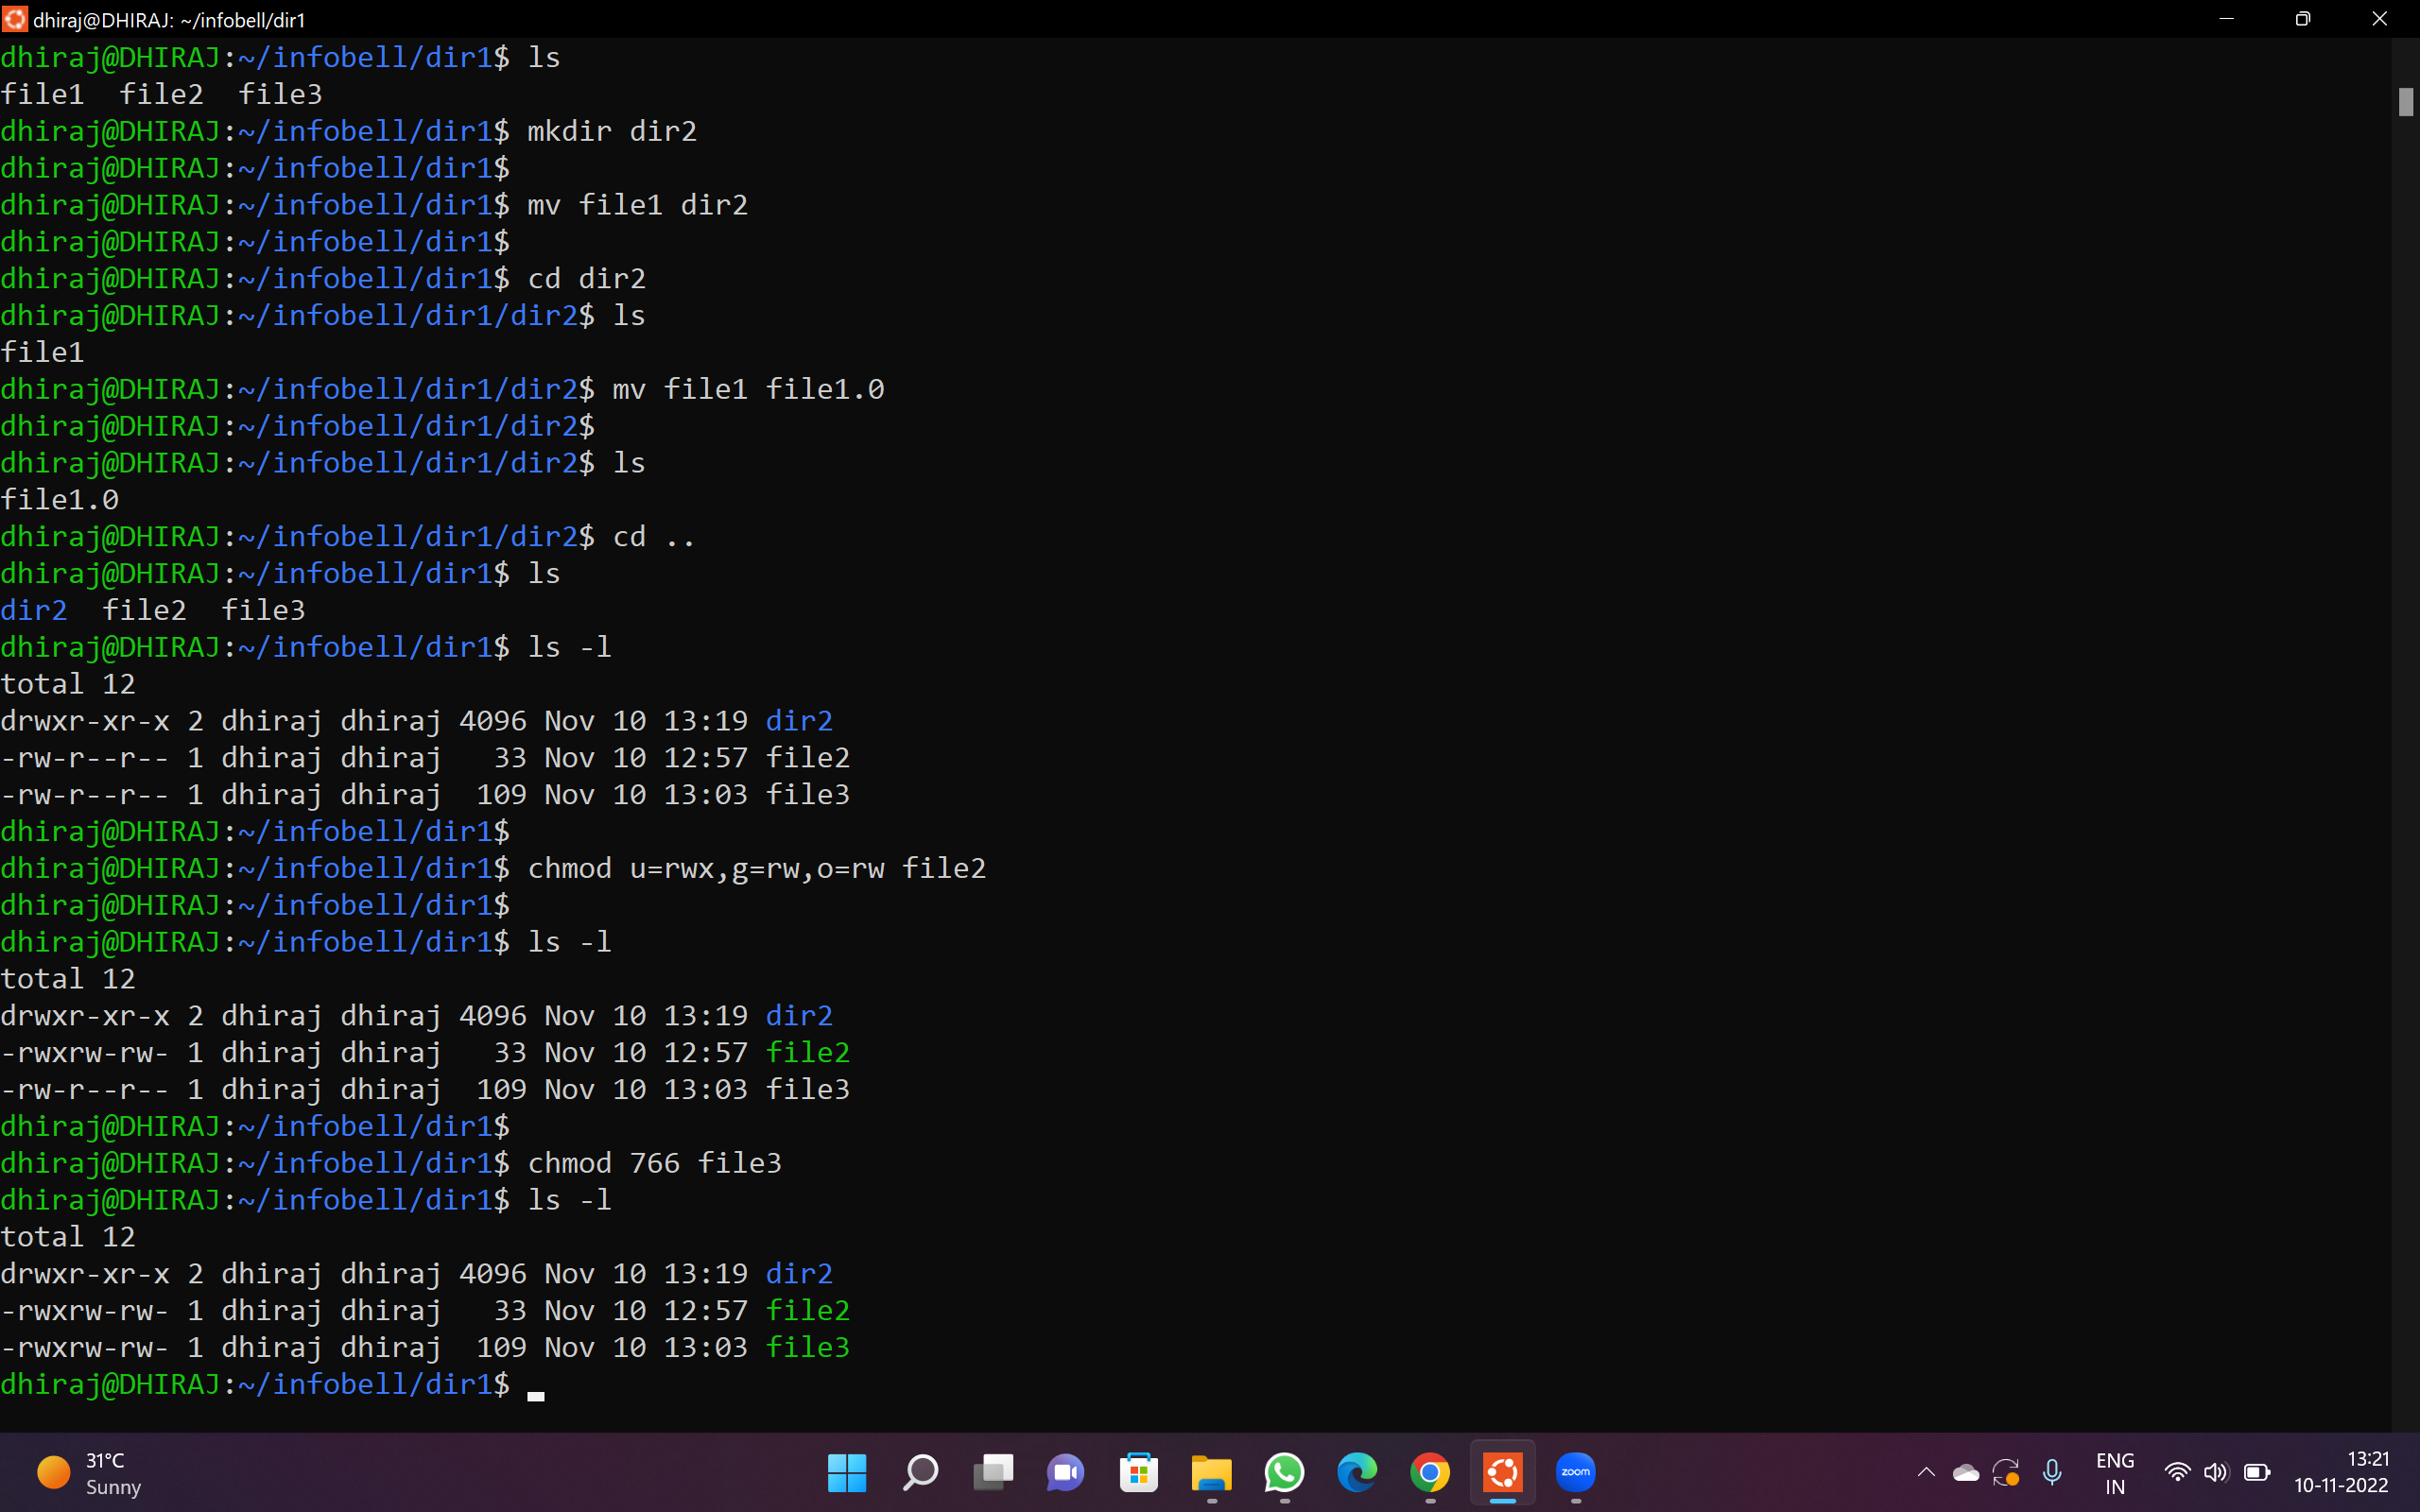 dhiraj@DHIRAJ: ~/infobell/dir1
dhiraj@DHIRAJ:~/infobell/dir1$ ls
file1  file2  file3
dhiraj@DHIRAJ:~/infobell/dir1$ mkdir dir2
dhiraj@DHIRAJ:~/infobell/dir1$
dhiraj@DHIRAJ:~/infobell/dir1$ mv file1 dir2
dhiraj@DHIRAJ:~/infobell/dir1$
dhiraj@DHIRAJ:~/infobell/dir1$ cd dir2
dhiraj@DHIRAJ:~/infobell/dir1/dir2$ ls
file1
dhiraj@DHIRAJ:~/infobell/dir1/dir2$ mv file1 file1.0
dhiraj@DHIRAJ:~/infobell/dir1/dir2$
dhiraj@DHIRAJ:~/infobell/dir1/dir2$ ls
file1.0
dhiraj@DHIRAJ:~/infobell/dir1/dir2$ cd ..
dhiraj@DHIRAJ:~/infobell/dir1$ ls
dir2  file2  file3
dhiraj@DHIRAJ:~/infobell/dir1$ ls -l
total 12
drwxr-xr-x 2 dhiraj dhiraj 4096 Nov 10 13:19 dir2
-rw-r--r-- 1 dhiraj dhiraj   33 Nov 10 12:57 file2
-rw-r--r-- 1 dhiraj dhiraj  109 Nov 10 13:03 file3
dhiraj@DHIRAJ:~/infobell/dir1$
dhiraj@DHIRAJ:~/infobell/dir1$ chmod u=rwx,g=rw,o=rw file2
dhiraj@DHIRAJ:~/infobell/dir1$
dhiraj@DHIRAJ:~/infobell/dir1$ ls -l
total 12
drwxr-xr-x 2 dhiraj dhiraj 4096 Nov 10 13:19 dir2
-rwxrw-rw- 1 dhiraj dhiraj   33 Nov 10 12:57 file2
-rw-r--r-- 1 dhiraj dhiraj  109 Nov 10 13:03 file3
dhiraj@DHIRAJ:~/infobell/dir1$
dhiraj@DHIRAJ:~/infobell/dir1$ chmod 766 file3
dhiraj@DHIRAJ:~/infobell/dir1$ ls -l
total 12
drwxr-xr-x 2 dhiraj dhiraj 4096 Nov 10 13:19 dir2
-rwxrw-rw- 1 dhiraj dhiraj   33 Nov 10 12:57 file2
-rwxrw-rw- 1 dhiraj dhiraj  109 Nov 10 13:03 file3
dhiraj@DHIRAJ:~/infobell/dir1$
31°C
Sunny
zoom
ENG
IN
13:21
10-11-2022